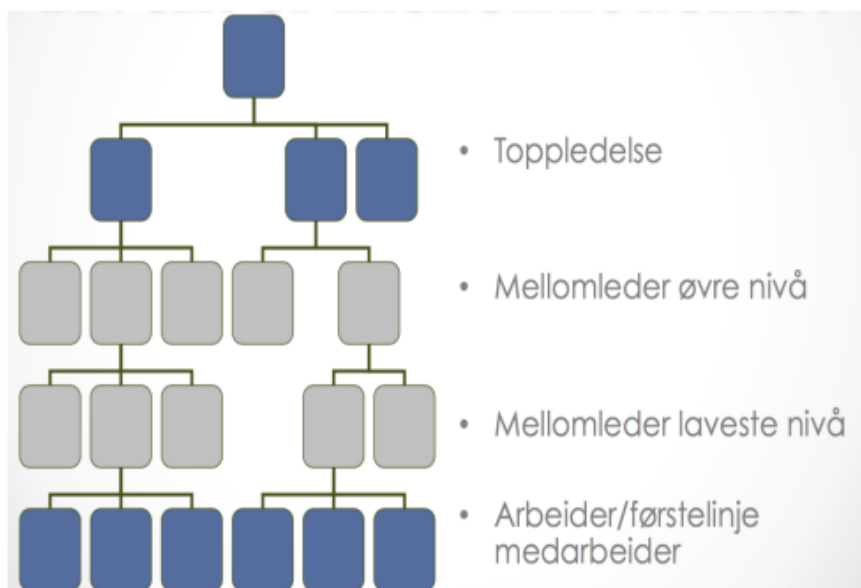 • Toppledelse
• Mellomleder øvre nivå
• Mellomleder laveste nivå
• Arbeider/førstelinje
medarbeider